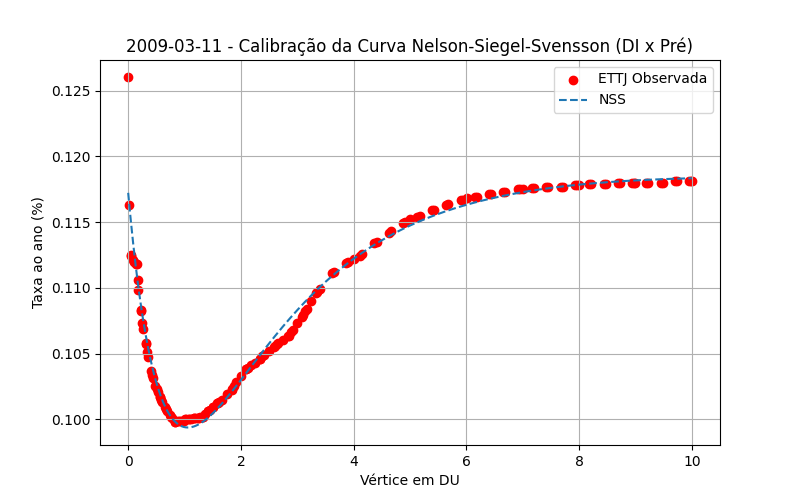 2009-03-11 - Calibração da Curva Nelson-Siegel-Svensson (DI x Pré)
ETTJ Observada
NSS
Taxa ao ano (%)
0.125
0.120
0.115
0.110
0.105
0.100
0 2 4 6 8 10
Vértice em DU